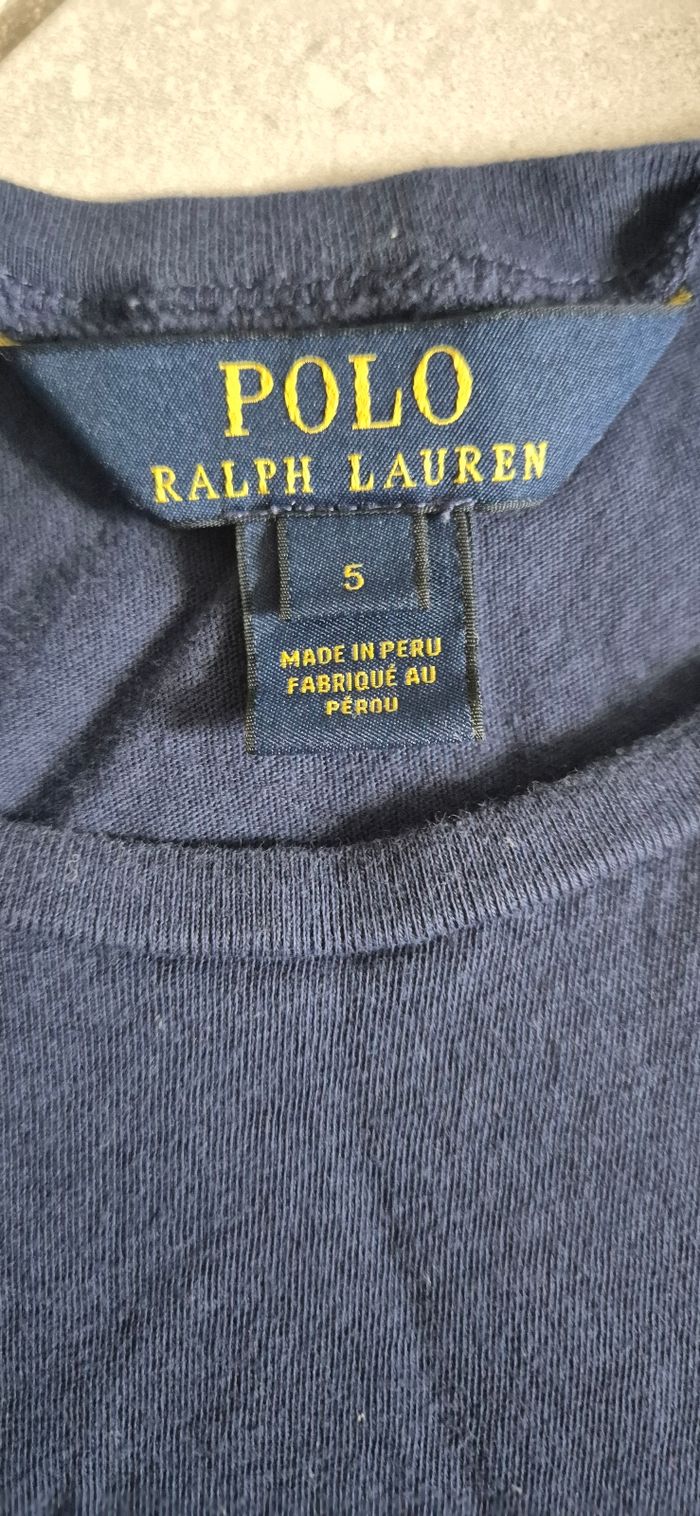 POLO
RALPH LAUREN
5
MADE IN PERU
FABRIQUÉ AU
PÉROU